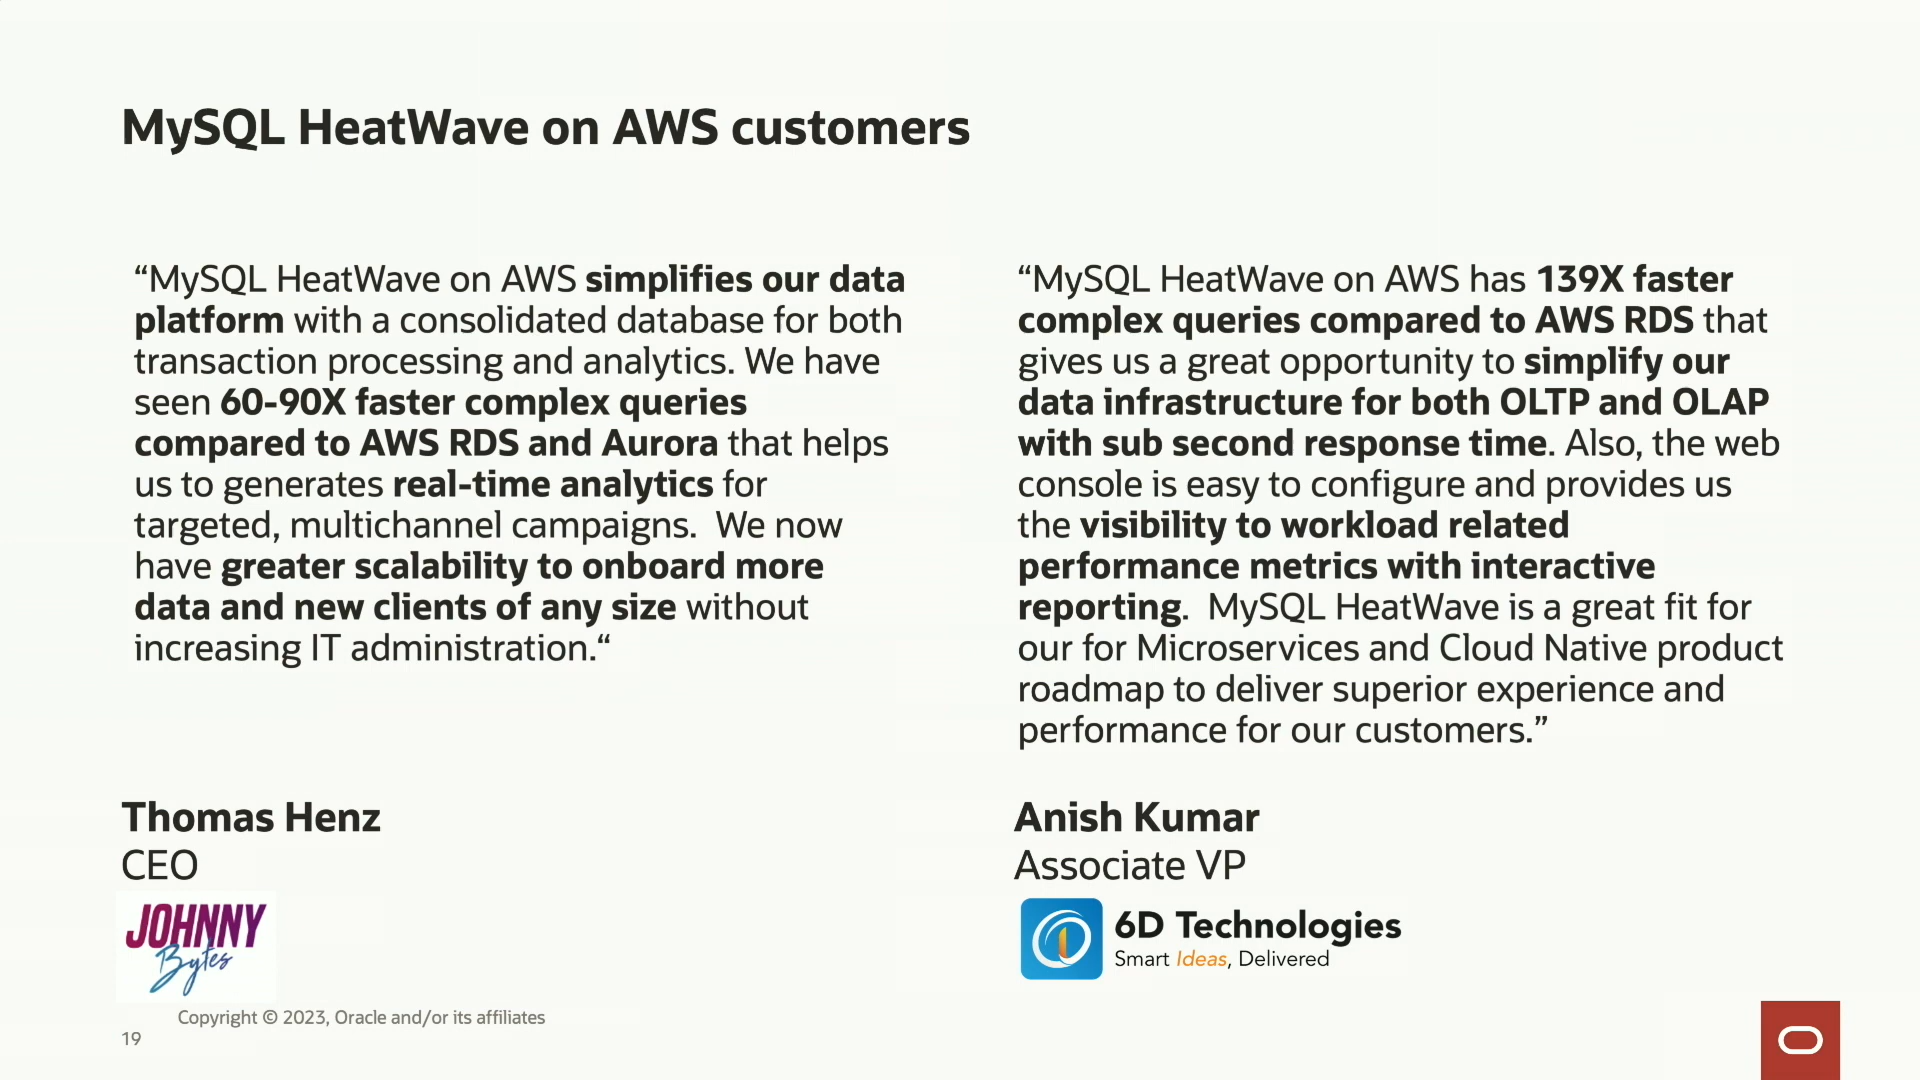 MySQL HeatWave on AWS customers
“MySQL HeatWave on AWS simplifies our data
platform with a consolidated database for both
transaction processing and analytics. We have
seen 60-90X faster complex queries
compared to AWS RDS and Aurora that helps
us to generates real-time analytics for
targeted, multichannel campaigns.  We now
have greater scalability to onboard more
data and new clients of any size without
increasing IT administration.“
Thomas Henz
CEO
JOHNNY
Bytes
“MySQL HeatWave on AWS has 139X faster
complex queries compared to AWS RDS that
gives us a great opportunity to simplify our
data infrastructure for both OLTP and OLAP
with sub second response time. Also, the web
console is easy to configure and provides us
the visibility to workload related
performance metrics with interactive
reporting.  MySQL HeatWave is a great fit for
our for Microservices and Cloud Native product
roadmap to deliver superior experience and
performance for our customers.”
Anish Kumar
Associate VP
6D Technologies
Smart Ideas, Delivered
Copyright © 2023, Oracle and/or its affiliates
19